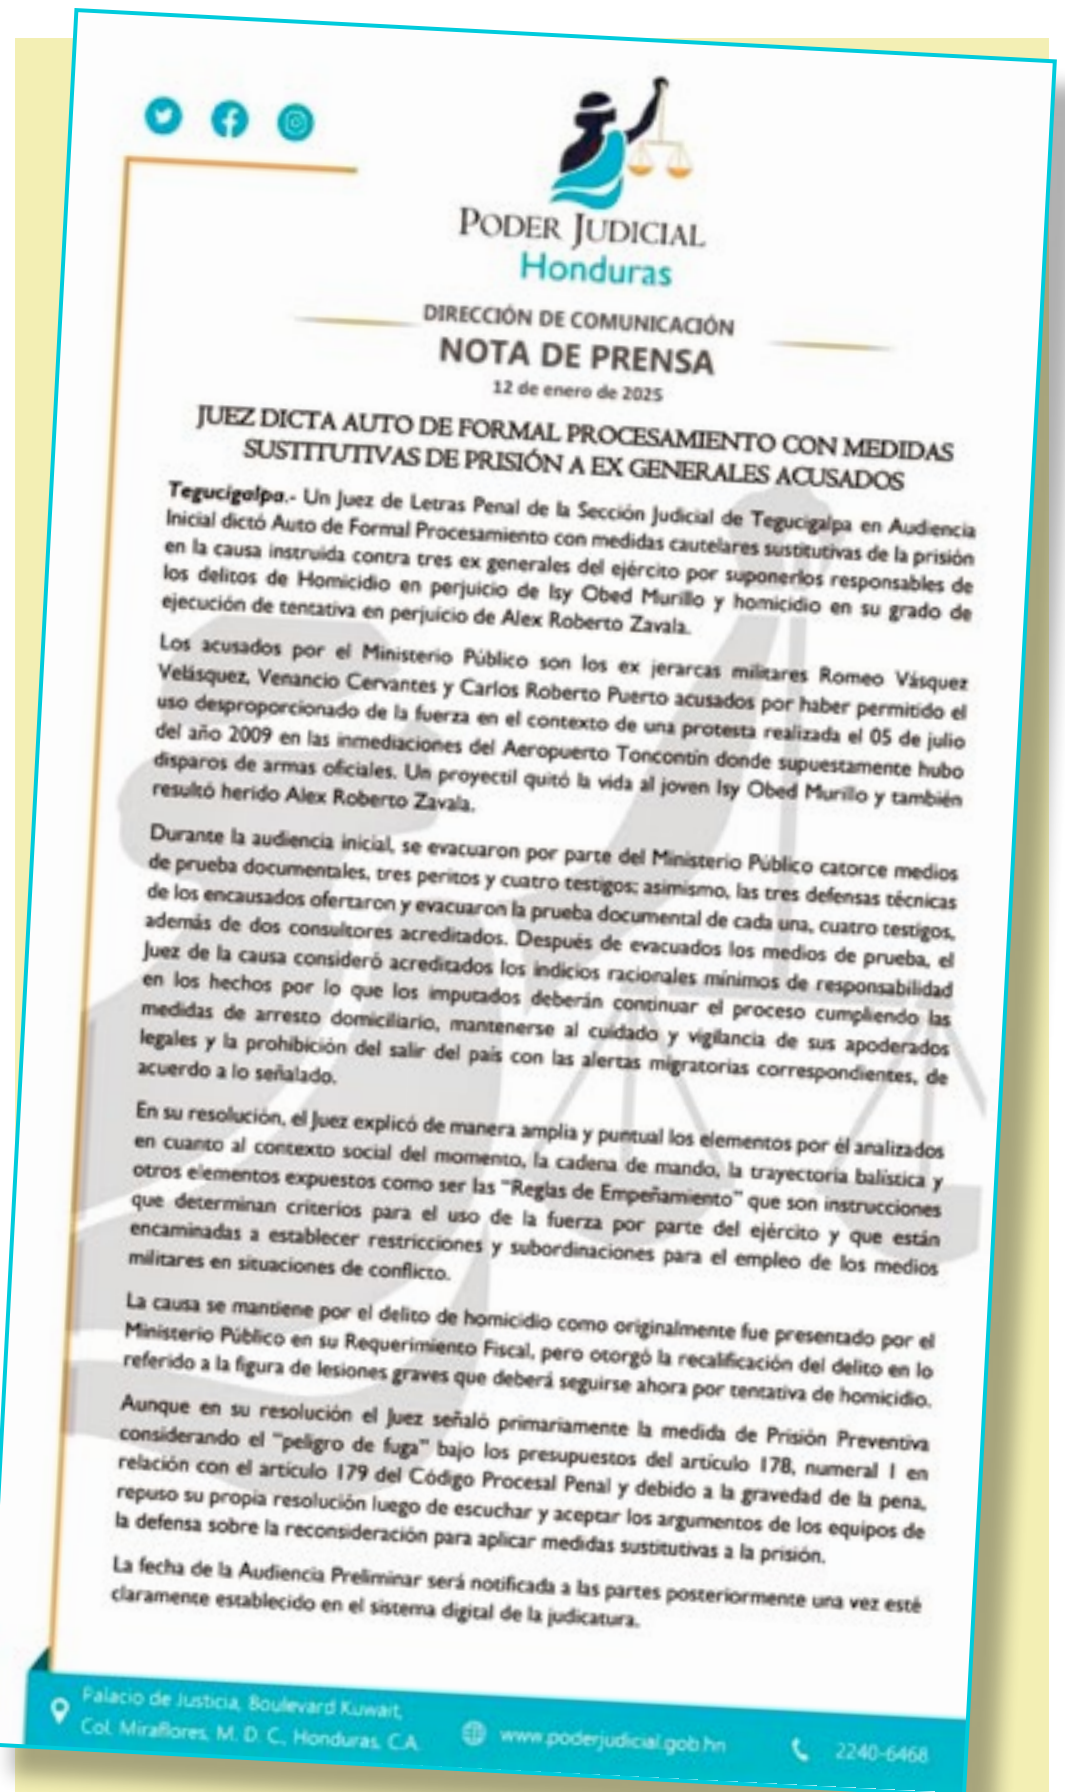 PODER JUDICIAL
Honduras
DIRECCIÓN DE COMUNICACIÓN
NOTA DE PRENSA
12 de enero de 2025
JUEZ DICTA AUTO DE FORMAL PROCESAMIENTO CON MEDIDAS
SUSTITUTIVAS DE PRISIÓN A EX GENERALES ACUSADOS
Tegucigalpa.- Un Juez de Letras Penal de la Sección Judicial de Tegucigalpa en Audiencia
Inicial dictó Auto de Formal Procesamiento con medidas cautelares sustitutivas de la prisión
en la causa instruida contra tres ex generales del ejército por suponerlos responsables de
los delitos de Homicidio en perjuicio de Isy Obed Murillo y homicidio en su grado de
ejecución de tentativa en perjuicio de Alex Roberto Zavala.
Los acusados por el Ministerio Público son los ex jerarcas militares Romeo Vásquez
Velásquez, Venancio Cervantes y Carlos Roberto Puerto acusados por haber permitido el
uso desproporcionado de la fuerza en el contexto de una protesta realizada el 05 de julio
del año 2009 en las inmediaciones del Aeropuerto Toncontín donde supuestamente hubo
disparos de armas oficiales. Un proyectil quitó la vida al joven Isy Obed Murillo y también
resultó herido Alex Roberto Zavala.
Durante la audiencia inicial, se evacuaron por parte del Ministerio Público catorce medios
de prueba documentales, tres peritos y cuatro testigos; asimismo, las tres defensas técnicas
de los encausados ofertaron y evacuaron la prueba documental de cada una, cuatro testigos,
además de dos consultores acreditados. Después de evacuados los medios de prueba, el
Juez de la causa consideró acreditados los indicios racionales mínimos de responsabilidad
en los hechos por lo que los imputados deberán continuar el proceso cumpliendo las
medidas de arresto domiciliario, mantenerse al cuidado y vigilancia de sus apoderados
legales y la prohibición del salir del país con las alertas migratorias correspondientes, de
acuerdo a lo señalado.
En su resolución, el Juez explicó de manera amplia y puntual los elementos por él analizados
en cuanto al contexto social del momento, la cadena de mando, la trayectoria balística y
otros elementos expuestos como ser las "Reglas de Empeñamiento" que son instrucciones
que determinan criterios para el uso de la fuerza por parte del ejército y que están
encaminadas a establecer restricciones y subordinaciones para el empleo de los medios
militares en situaciones de conflicto.
La causa se mantiene por el delito de homicidio como originalmente fue presentado por el
Ministerio Público en su Requerimiento Fiscal, pero otorgó la recalificación del delito en lo
referido a la figura de lesiones graves que deberá seguirse ahora por tentativa de homicidio.
Aunque en su resolución el Juez señaló primariamente la medida de Prisión Preventiva
considerando el "peligro de fuga" bajo los presupuestos del artículo 178, numeral 1 en
relación con el artículo 179 del Código Procesal Penal y debido a la gravedad de la pena,
repuso su propia resolución luego de escuchar y aceptar los argumentos de los equipos de
la defensa sobre la reconsideración para aplicar medidas sustitutivas a la prisión.
La fecha de la Audiencia Preliminar será notificada a las partes posteriormente una vez esté
claramente establecido en el sistema digital de la judicatura.
Palacio de Justicia, Boulevard Kuwait,
Col. Miraflores, M. D. C., Honduras, C.A.
www.poderjudicial.gob.hn
2240-6468